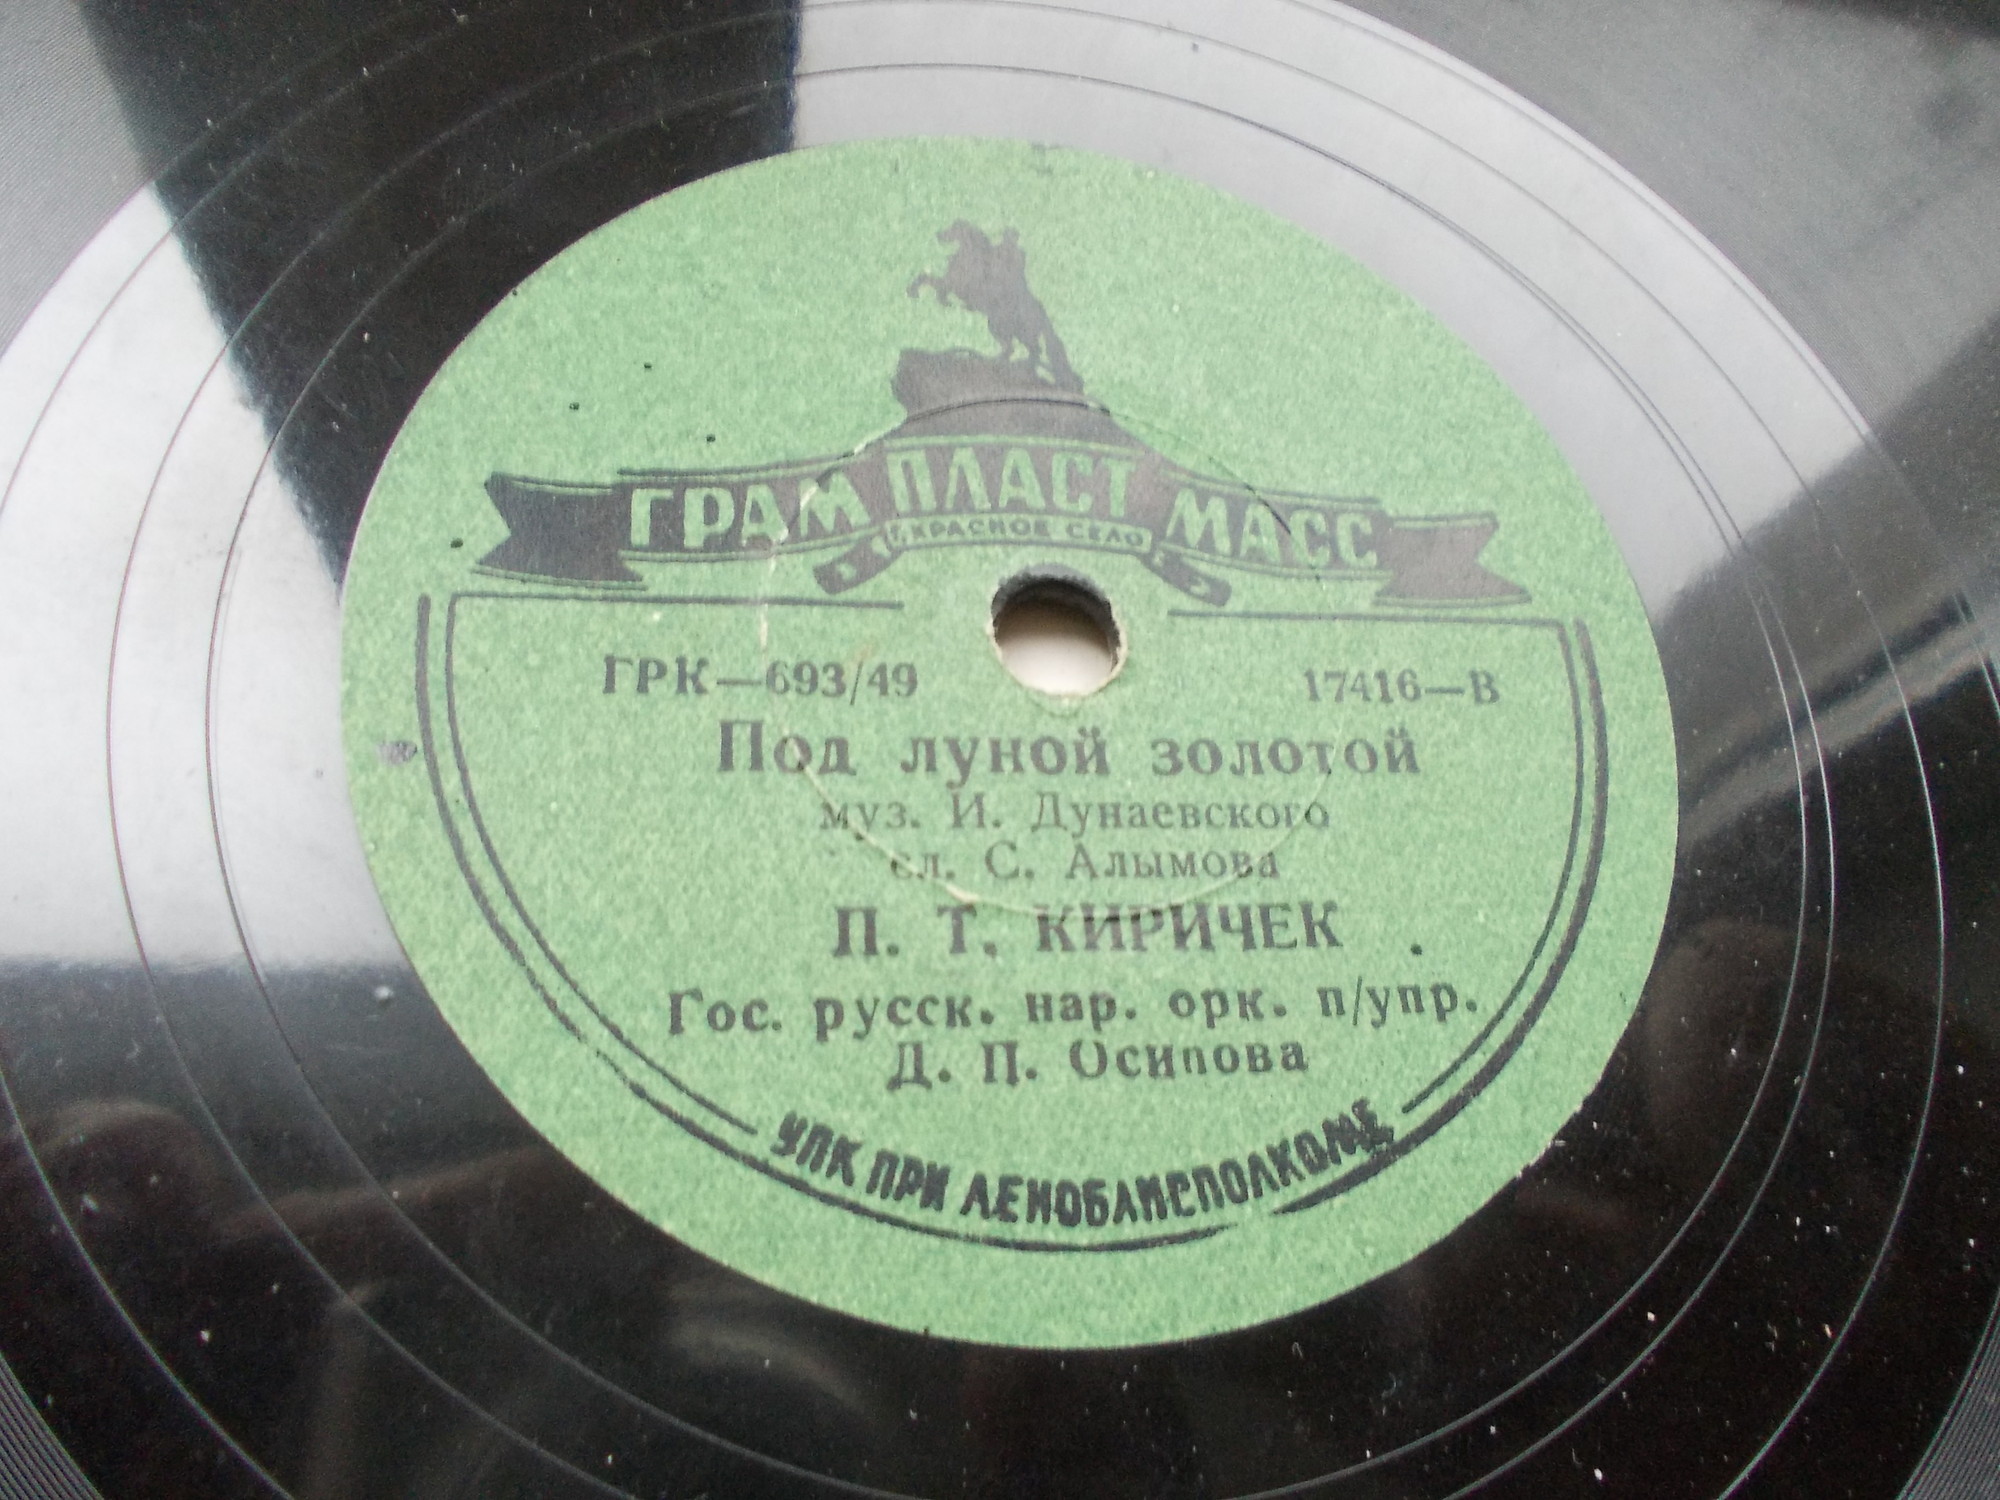 ГРАМ ПЛАСТ МАСС
Г. КРАСНОЕ СЕЛО
ГРК—693/49 17416—В
Под луной золотой
муз. И. Дунаевского
сл. С. Алымова
П. Т. КИРИЧЕК
Гос. русск. нар. орк. п/упр.
Д. П. Осипова
УПК ПРИ ЛЕНОБЛИСПОЛКОМЕ